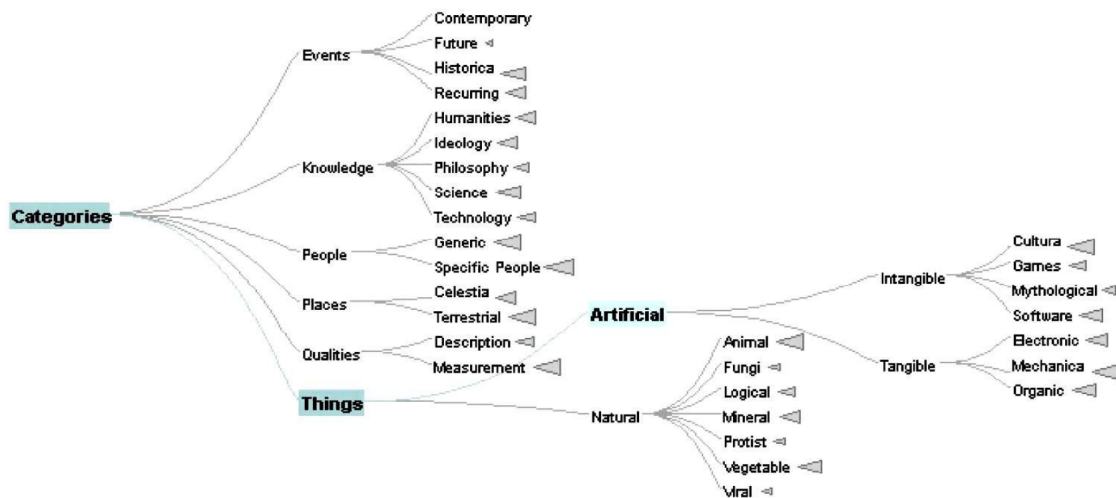 Contemporary
Future
Events
Historica
Recurring
Humanities
Ideology
Knowledge
Philosophy
Science
Technology
Categories
Generic
People
Specific People
Celestia
Places
Terrestrial
Description
Qualities
Measurement
Things
Artificial
Cultura
Intangible
Games
Mythological
Software
Electronic
Tangible
Mechanica
Organic
Animal
Fungi
Logical
Natural
Mineral
Protist
Vegetable
Viral